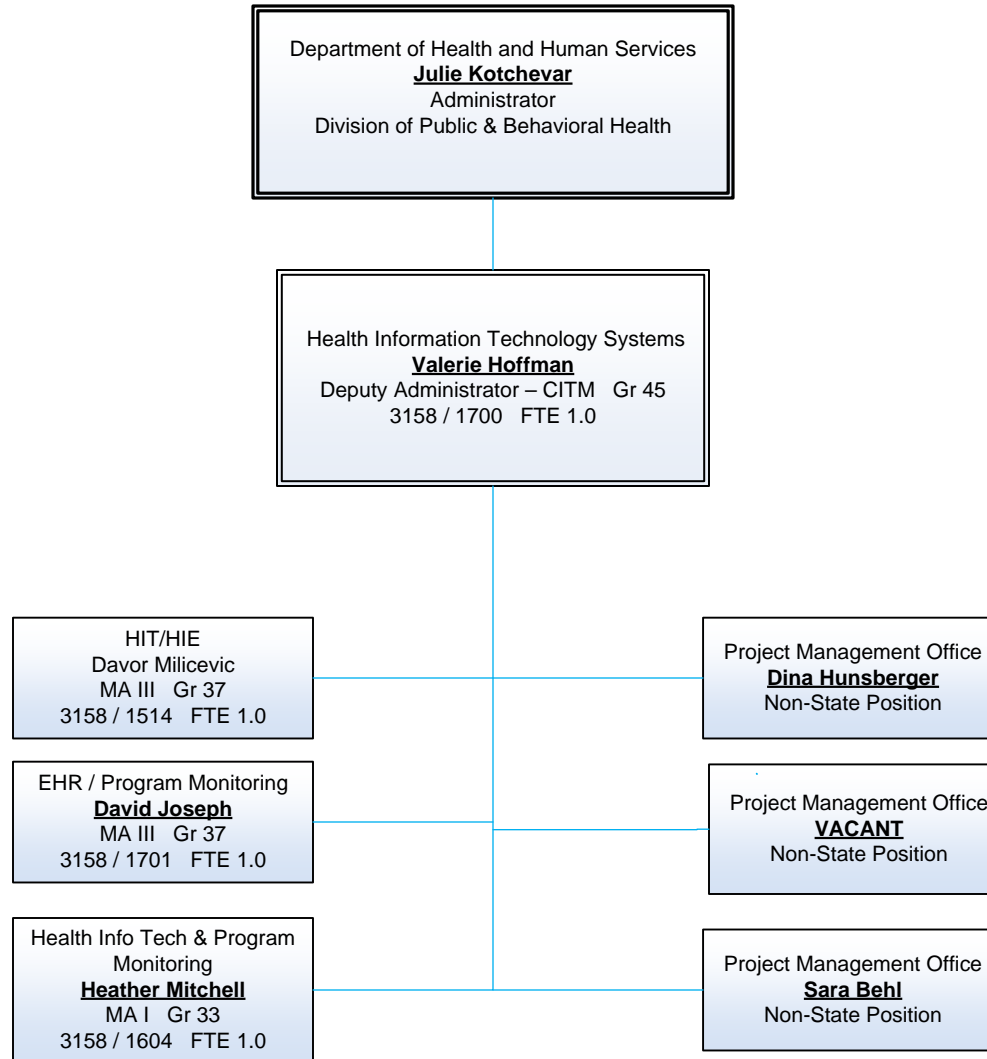 Department of Health and Human Services
Julie Kotchevar
Administrator
Division of Public & Behavioral Health
Health Information Technology Systems
Valerie Hoffman
Deputy Administrator – CITM Gr 45
3158 / 1700 FTE 1.0
HIT/HIE
Davor Milicevic
MA III Gr 37
3158 / 1514 FTE 1.0
Project Management Office
Dina Hunsberger
Non-State Position
EHR / Program Monitoring
David Joseph
MA III Gr 37
3158 / 1701 FTE 1.0
Project Management Office
VACANT
Non-State Position
Health Info Tech & Program
Monitoring
Heather Mitchell
MA I Gr 33
3158 / 1604 FTE 1.0
Project Management Office
Sara Behl
Non-State Position